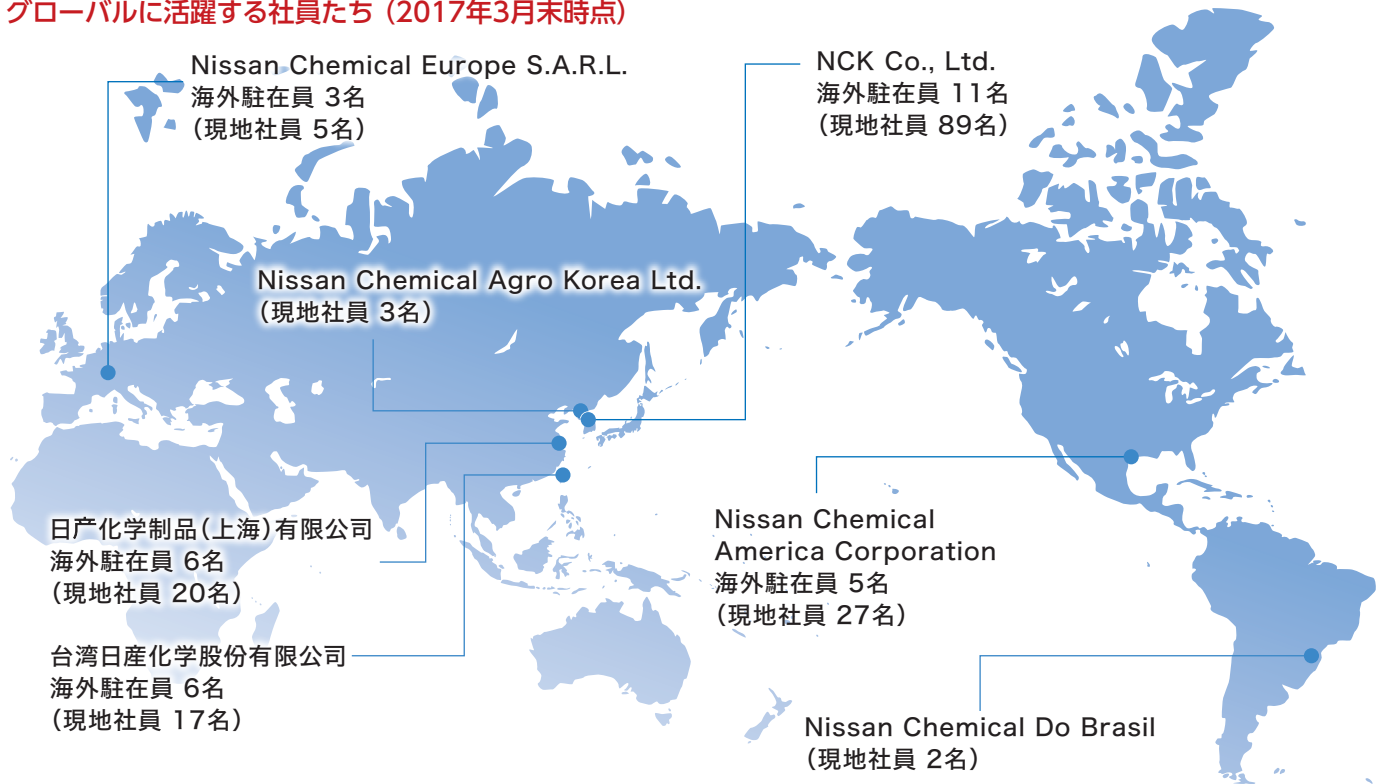 グローバルに活躍する社員たち（2017年3月末時点）
Nissan Chemical Europe S.A.R.L.
海外駐在員 3名
（現地社員 5名）
NCK Co., Ltd.
海外駐在員 11名
（現地社員 89名）
Nissan Chemical Agro Korea Ltd.
（現地社員 3名）
日产化学制品（上海）有限公司
海外駐在員 6名
（現地社員 20名）
台湾日産化学股份有限公司
海外駐在員 6名
（現地社員 17名）
Nissan Chemical
America Corporation
海外駐在員 5名
（現地社員 27名）
Nissan Chemical Do Brasil
（現地社員 2名）